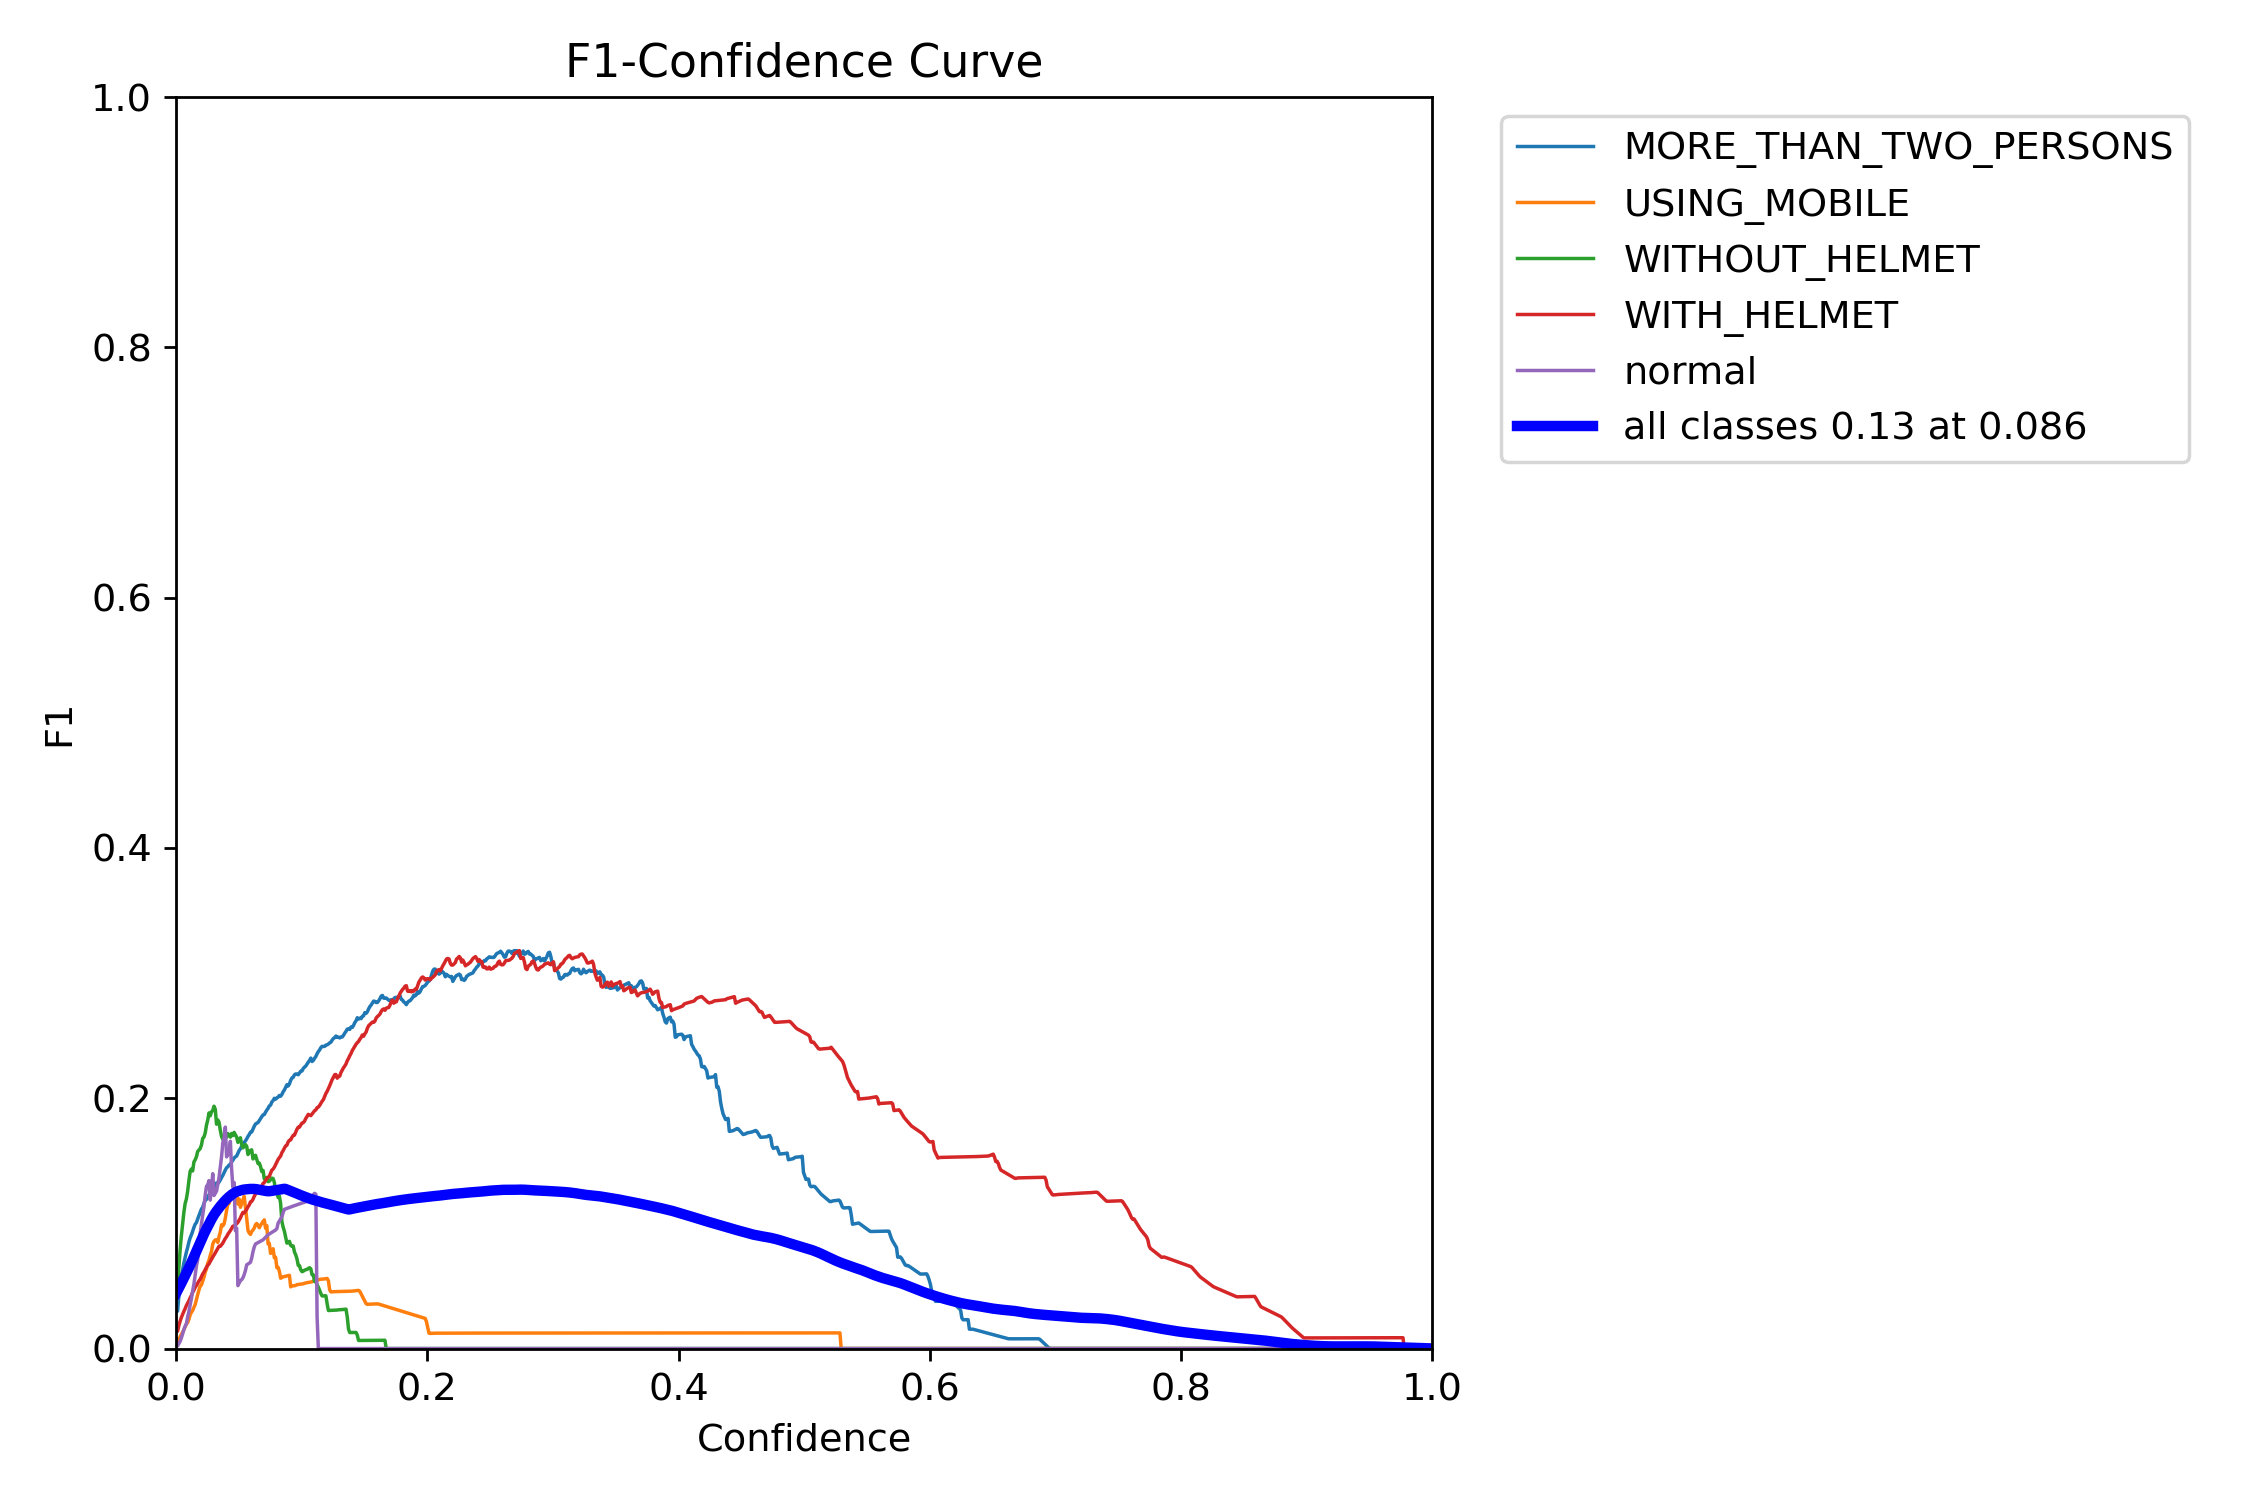 F1-Confidence Curve
1.0
0.8
0.6
0.4
0.2
0.0
F1
0.0 0.2 0.4 0.6 0.8 1.0
Confidence
MORE_THAN_TWO_PERSONS
USING_MOBILE
WITHOUT_HELMET
WITH_HELMET
normal
all classes 0.13 at 0.086